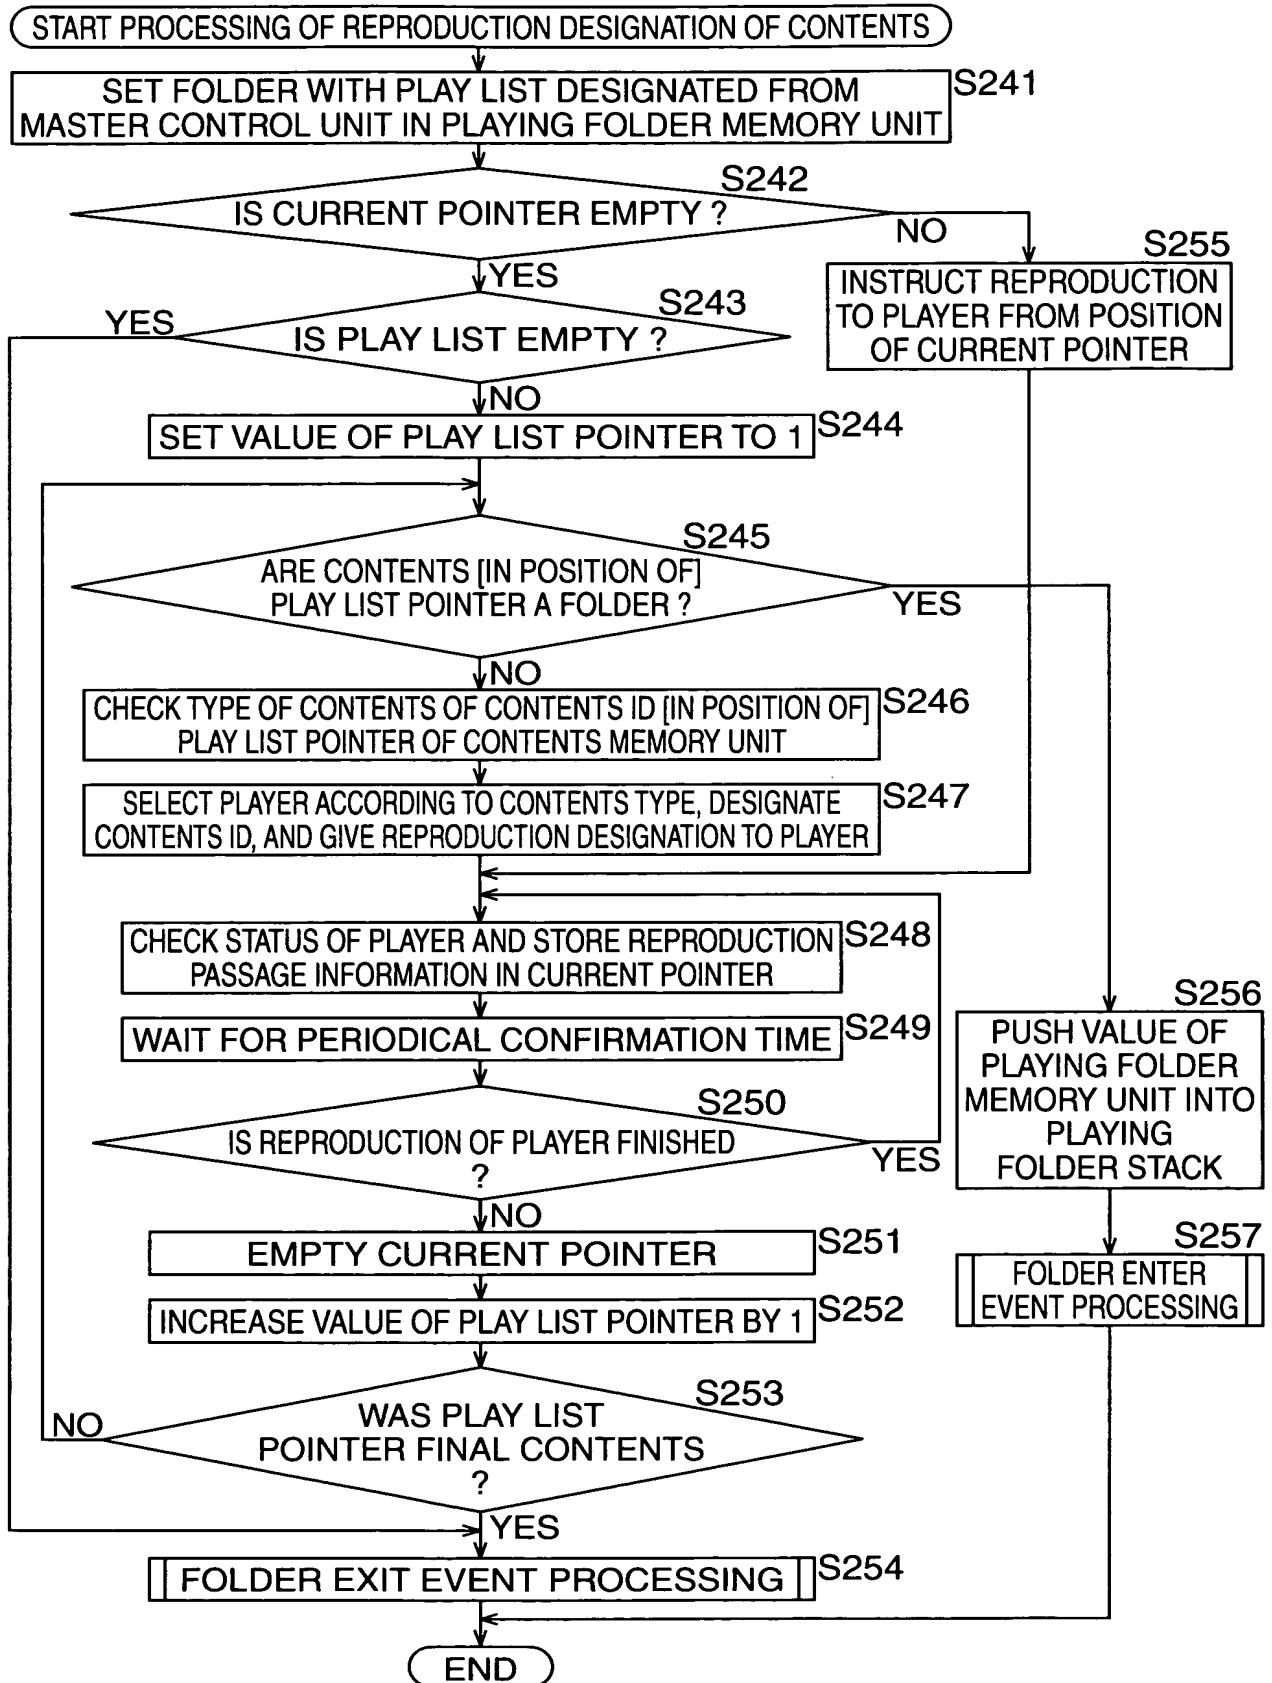 START PROCESSING OF REPRODUCTION DESIGNATION OF CONTENTS
S241
SET FOLDER WITH PLAY LIST DESIGNATED FROM
MASTER CONTROL UNIT IN PLAYING FOLDER MEMORY UNIT
S242
IS CURRENT POINTER EMPTY ?
NO
YES
S255
INSTRUCT REPRODUCTION
TO PLAYER FROM POSITION
OF CURRENT POINTER
S243
YES
IS PLAY LIST EMPTY ?
NO
S244
SET VALUE OF PLAY LIST POINTER TO 1
S245
ARE CONTENTS [IN POSITION OF]
PLAY LIST POINTER A FOLDER ?
YES
NO
S246
CHECK TYPE OF CONTENTS OF CONTENTS ID [IN POSITION OF]
PLAY LIST POINTER OF CONTENTS MEMORY UNIT
S247
SELECT PLAYER ACCORDING TO CONTENTS TYPE, DESIGNATE
CONTENTS ID, AND GIVE REPRODUCTION DESIGNATION TO PLAYER
S248
CHECK STATUS OF PLAYER AND STORE REPRODUCTION
PASSAGE INFORMATION IN CURRENT POINTER
S249
WAIT FOR PERIODICAL CONFIRMATION TIME
S256
PUSH VALUE OF
PLAYING FOLDER
MEMORY UNIT INTO
PLAYING
FOLDER STACK
S250
IS REPRODUCTION OF PLAYER FINISHED
?
YES
NO
S251
EMPTY CURRENT POINTER
S257
FOLDER ENTER
EVENT PROCESSING
S252
INCREASE VALUE OF PLAY LIST POINTER BY 1
S253
NO
WAS PLAY LIST
POINTER FINAL CONTENTS
?
YES
S254
FOLDER EXIT EVENT PROCESSING
END